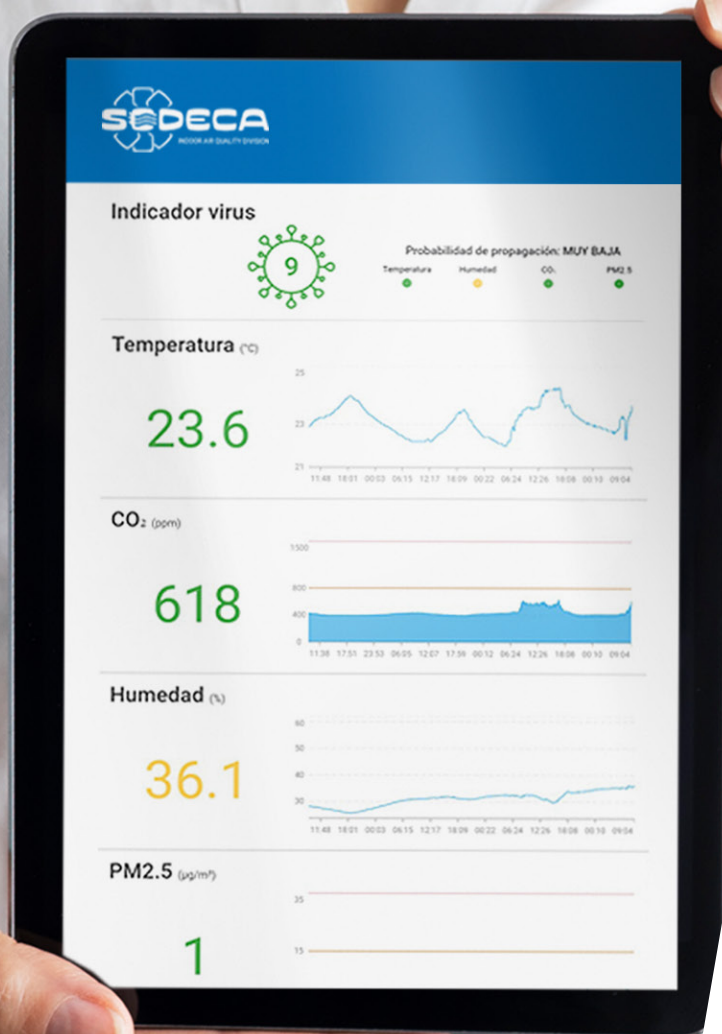 SEDECA
INDOOR AIR QUALITY DIVISION
Indicador virus
9
Probabilidad de propagación: MUY BAJA
Temperatura Humedad CO₂ PM2.5
Temperatura (°C)
23.6
25
23
21
11:48 18:01 00:03 06:15 12:17 18:09 00:22 06:24 12:26 18:08 00:10 09:04
CO₂ (ppm)
618
1500
800
400
0
11:38 17:51 23:53 06:05 12:07 17:59 00:12 06:24 12:26 18:08 00:10 09:04
Humedad (%)
36.1
60
50
40
30
11:48 18:01 00:03 06:15 12:17 18:09 00:22 06:24 12:26 18:08 00:10 09:04
PM2.5 (µg/m³)
1
35
15